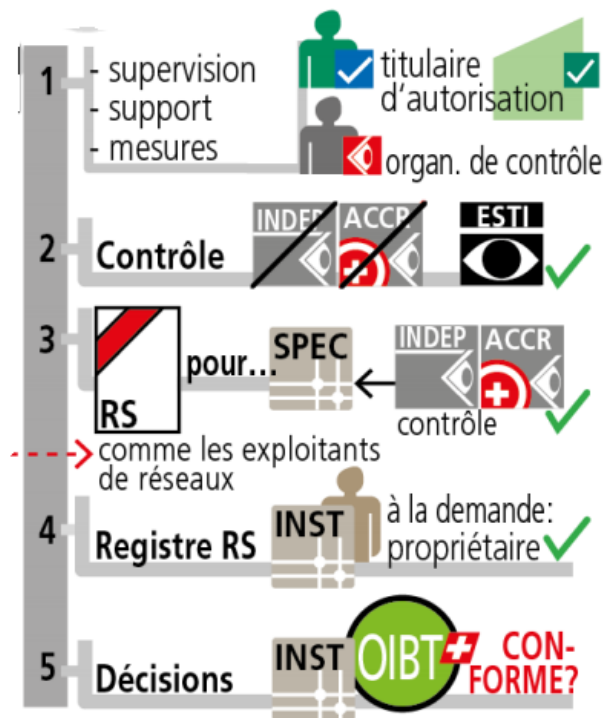 1
- supervision
- support
- mesures
titulaire
d'autorisation
organ. de contrôle
2
Contrôle
INDEP
ACCR
ESTI
3
RS
pour...
SPEC
INDEP
ACCR
contrôle
comme les exploitants
de réseaux
4
Registre RS
INST
à la demande:
propriétaire
5
Décisions
INST
OIBT
CON-
FORME?